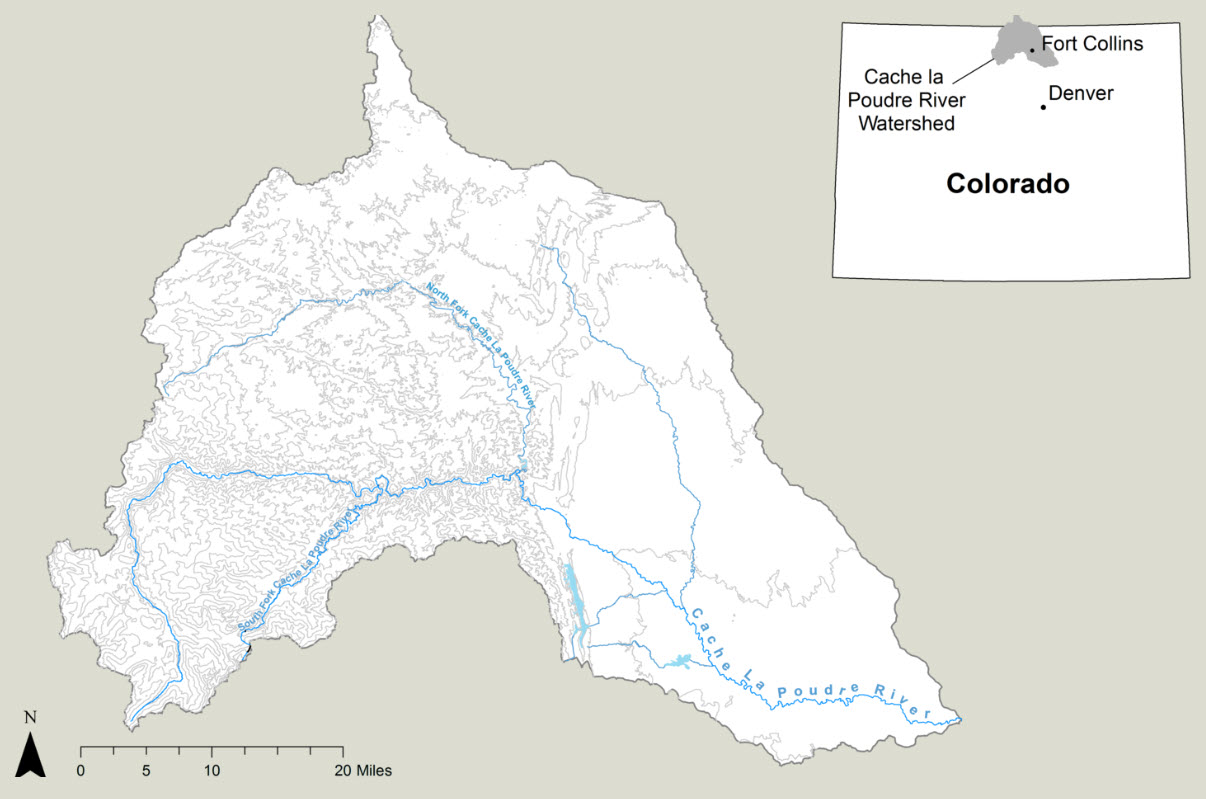 Fort Collins
Cache la
Poudre River
Watershed
Denver
Colorado
North Fork Cache La Poudre River
South Fork Cache La Poudre River
Cache La Poudre River
N
0 5 10 20 Miles